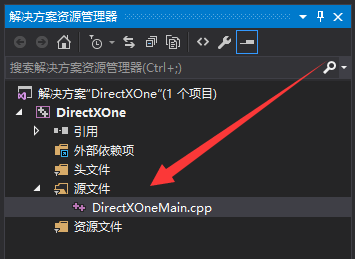 解决方案资源管理器
搜索解决方案资源管理器(Ctrl+;)
解决方案"DirectXOne"(1 个项目)
DirectXOne
引用
外部依赖项
头文件
源文件
DirectXOneMain.cpp
资源文件